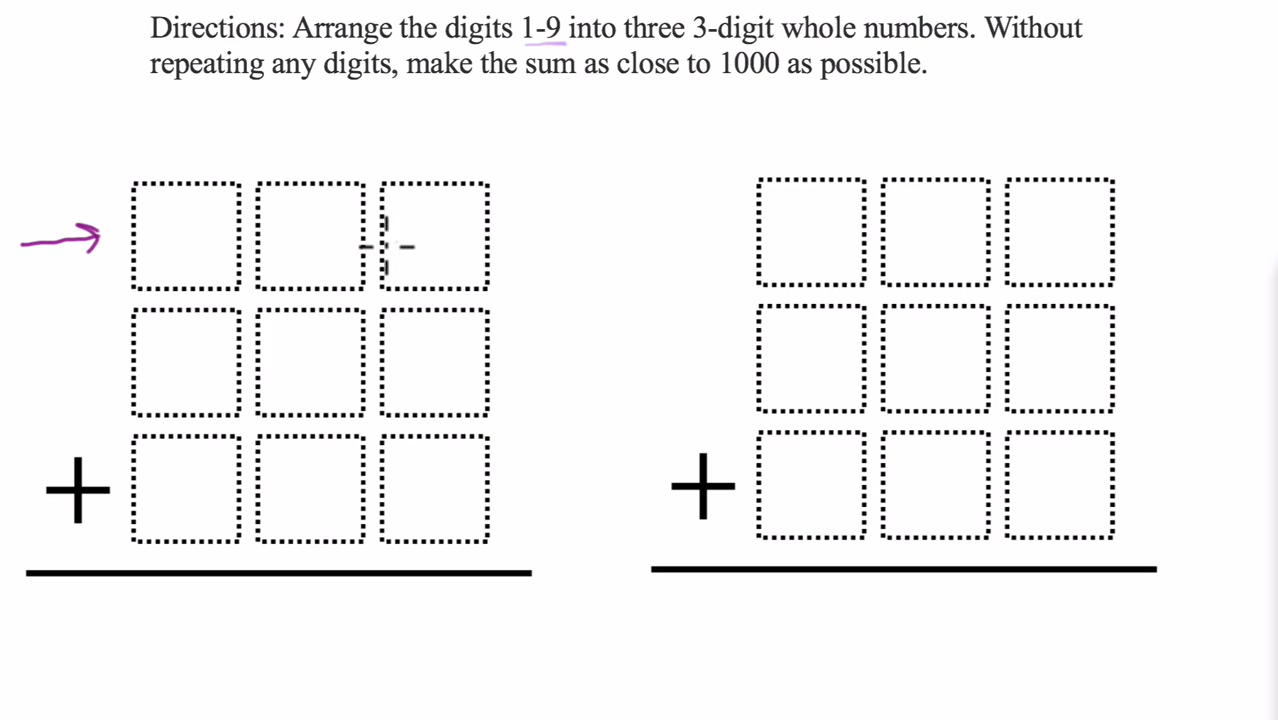 Directions: Arrange the digits 1-9 into three 3-digit whole numbers. Without
repeating any digits, make the sum as close to 1000 as possible.
+
+